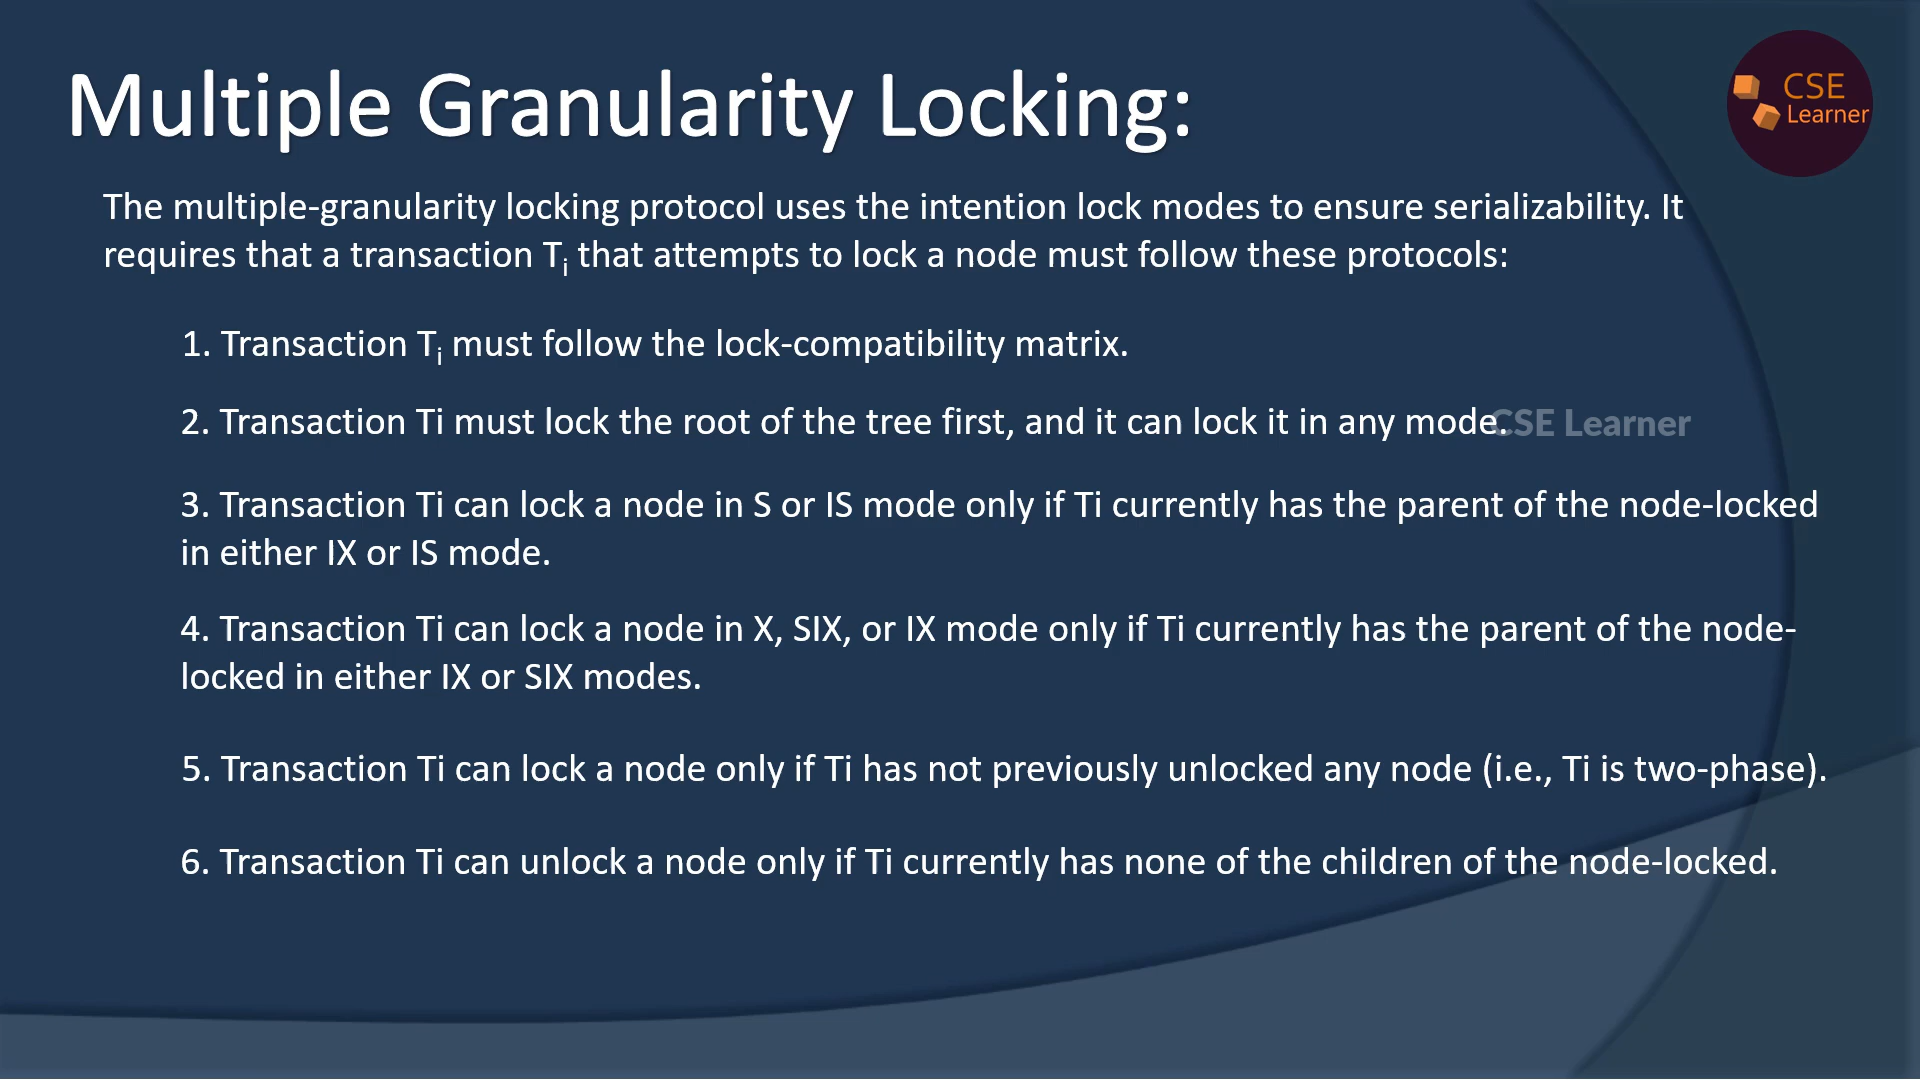 Multiple Granularity Locking:
CSE
Learner
The multiple-granularity locking protocol uses the intention lock modes to ensure serializability. It
requires that a transaction Ti that attempts to lock a node must follow these protocols:
1. Transaction Ti must follow the lock-compatibility matrix.
2. Transaction Ti must lock the root of the tree first, and it can lock it in any mode.
CSE Learner
3. Transaction Ti can lock a node in S or IS mode only if Ti currently has the parent of the node-locked
in either IX or IS mode.
4. Transaction Ti can lock a node in X, SIX, or IX mode only if Ti currently has the parent of the node-
locked in either IX or SIX modes.
5. Transaction Ti can lock a node only if Ti has not previously unlocked any node (i.e., Ti is two-phase).
6. Transaction Ti can unlock a node only if Ti currently has none of the children of the node-locked.